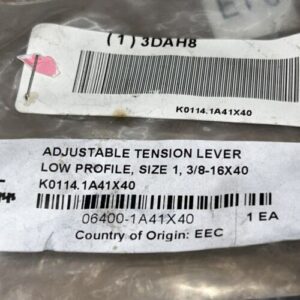 (1) 3DAH8
K0114.1A41X40
ADJUSTABLE TENSION LEVER
LOW PROFILE, SIZE 1, 3/8-16X40
K0114.1A41X40
06400-1A41X40
1 EA
Country of Origin: EEC